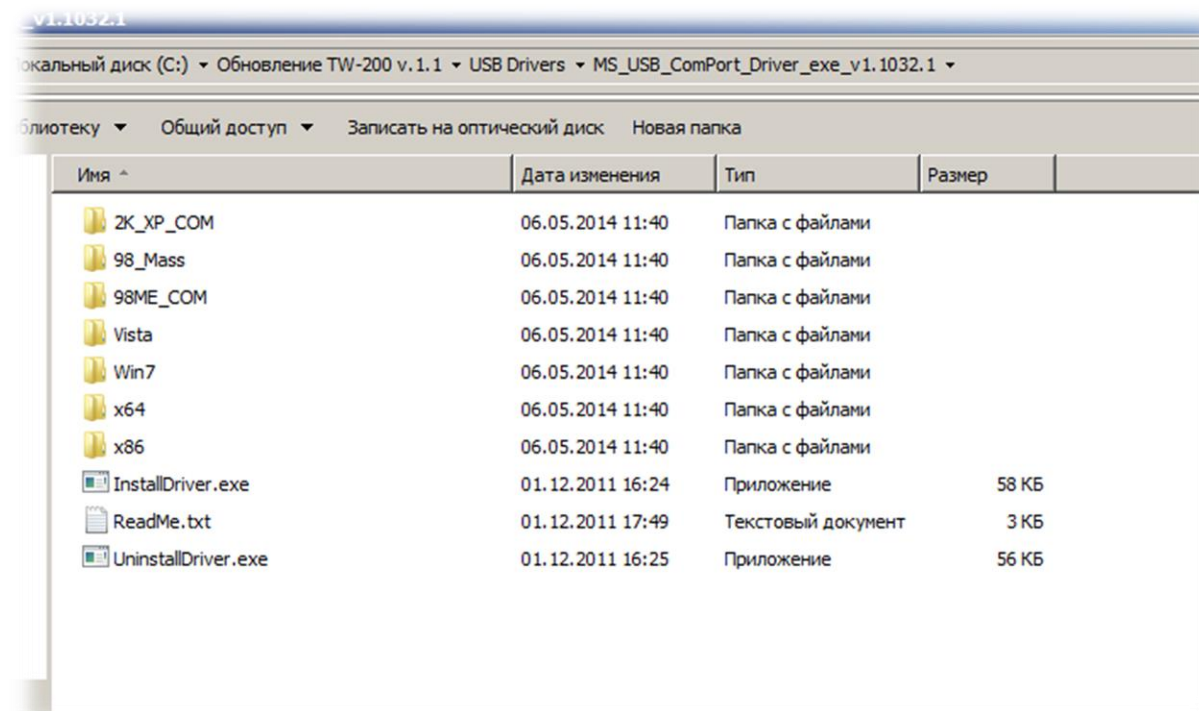 _v1.1032.1
окальный диск (C:) Обновление TW-200 v.1.1 USB Drivers MS_USB_ComPort_Driver_exe_v1.1032.1
блиотеку Общий доступ Записать на оптический диск Новая папка
Имя Дата изменения Тип Размер
2K_XP_COM 06.05.2014 11:40 Папка с файлами
98_Mass 06.05.2014 11:40 Папка с файлами
98ME_COM 06.05.2014 11:40 Папка с файлами
Vista 06.05.2014 11:40 Папка с файлами
Win7 06.05.2014 11:40 Папка с файлами
x64 06.05.2014 11:40 Папка с файлами
x86 06.05.2014 11:40 Папка с файлами
InstallDriver.exe 01.12.2011 16:24 Приложение 58 КБ
ReadMe.txt 01.12.2011 17:49 Текстовый документ 3 КБ
UninstallDriver.exe 01.12.2011 16:25 Приложение 56 КБ